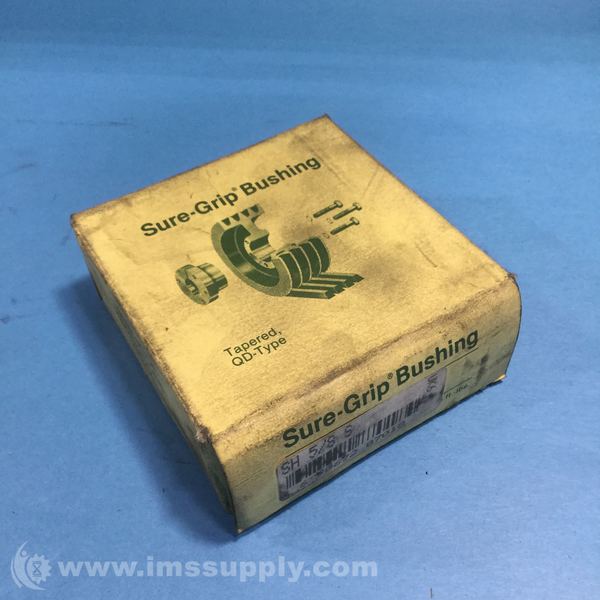 Sure-Grip® Bushing
Tapered,
QD-Type
Sure-Grip® Bushing
SH 5/8 S
www.imssupply.com